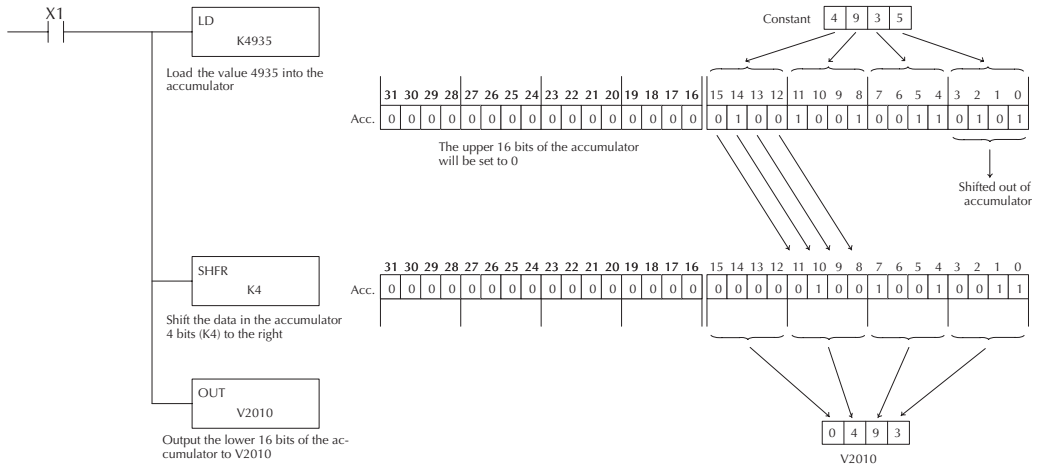 X1
LD
K4935
Load the value 4935 into the
accumulator
Constant 4 9 3 5
31 30 29 28 27 26 25 24 23 22 21 20 19 18 17 16 15 14 13 12 11 10 9 8 7 6 5 4 3 2 1 0
Acc. 0 0 0 0 0 0 0 0 0 0 0 0 0 0 0 0 0 1 0 0 1 0 0 1 0 0 1 1 0 1 0 1
The upper 16 bits of the accumulator
will be set to 0
Shifted out of
accumulator
SHFR
K4
Shift the data in the accumulator
4 bits (K4) to the right
31 30 29 28 27 26 25 24 23 22 21 20 19 18 17 16 15 14 13 12 11 10 9 8 7 6 5 4 3 2 1 0
Acc. 0 0 0 0 0 0 0 0 0 0 0 0 0 0 0 0 0 0 0 0 0 1 0 0 1 0 0 1 0 0 1 1
OUT
V2010
Output the lower 16 bits of the ac-
cumulator to V2010
0 4 9 3
V2010